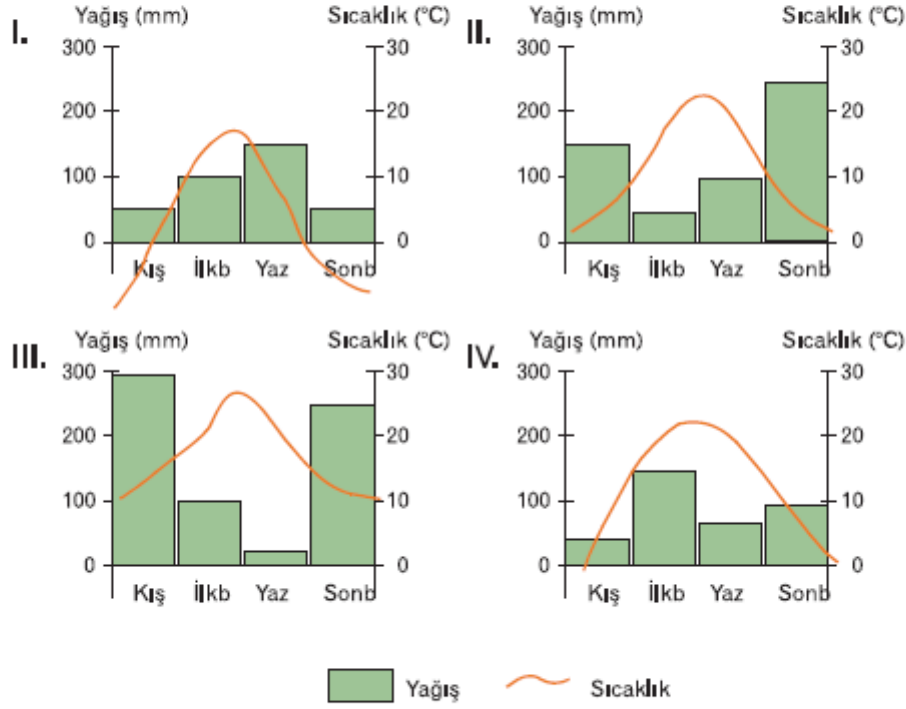 I.
Yağış (mm) Sıcaklık (°C)
300 30
200 20
100 10
0 0
Kış İlkb Yaz Sonb
II.
Yağış (mm) Sıcaklık (°C)
300 30
200 20
100 10
0 0
Kış İlkb Yaz Sonb
III.
Yağış (mm) Sıcaklık (°C)
300 30
200 20
100 10
0 0
Kış İlkb Yaz Sonb
IV.
Yağış (mm) Sıcaklık (°C)
300 30
200 20
100 10
0 0
Kış İlkb Yaz Sonb
Yağış Sıcaklık